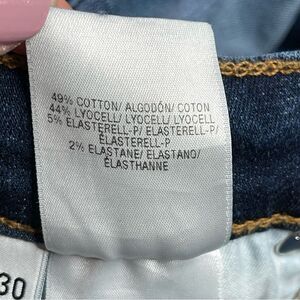 49% COTTON/ ALGODÓN/ COTON
44% LYOCELL/ LYOCELL/ LYOCELL
5% ELASTERELL-P/ ELASTERELL-P/
ELASTERELL-P
2% ELASTANE/ ELASTANO/
ÉLASTHANNE
30